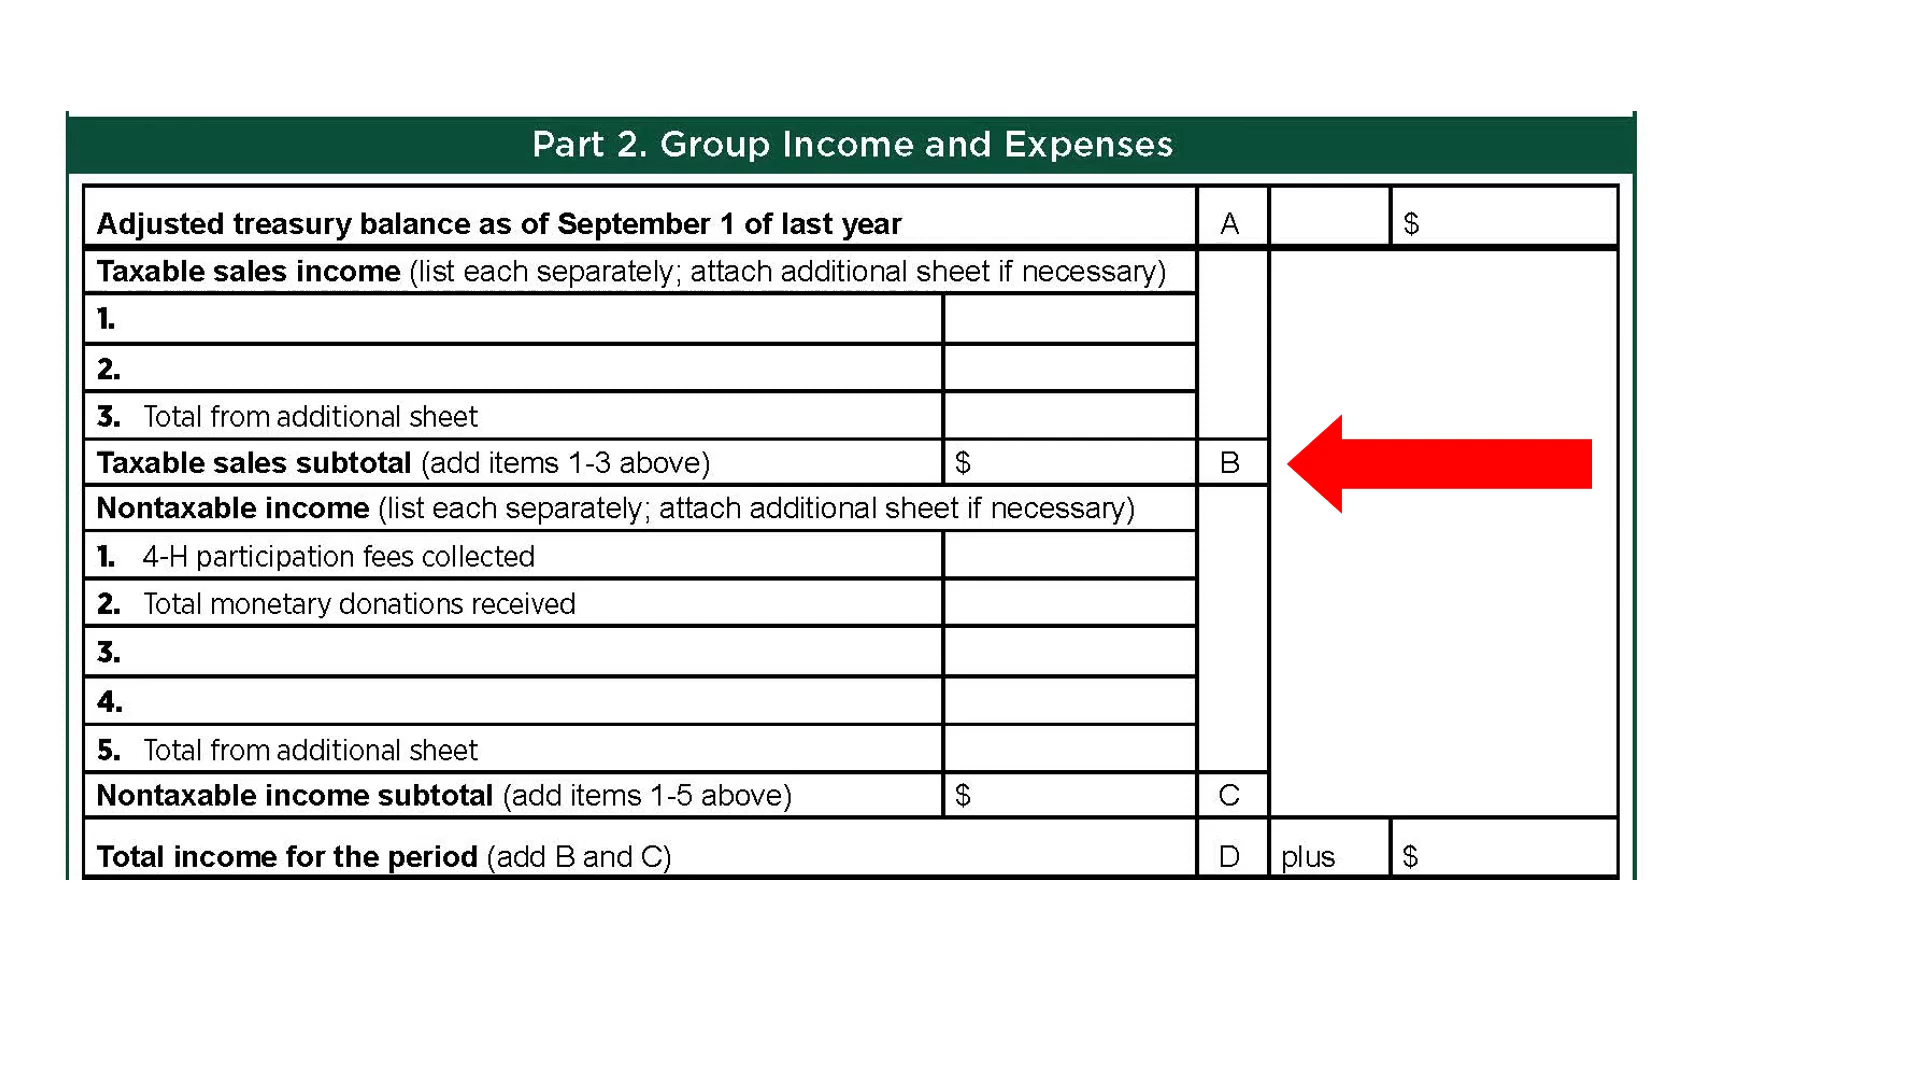 Part 2. Group Income and Expenses
Adjusted treasury balance as of September 1 of last year A $
Taxable sales income (list each separately; attach additional sheet if necessary)
1.
2.
3. Total from additional sheet
Taxable sales subtotal (add items 1-3 above) $ B
Nontaxable income (list each separately; attach additional sheet if necessary)
1. 4-H participation fees collected
2. Total monetary donations received
3.
4.
5. Total from additional sheet
Nontaxable income subtotal (add items 1-5 above) $ C
Total income for the period (add B and C) D plus $